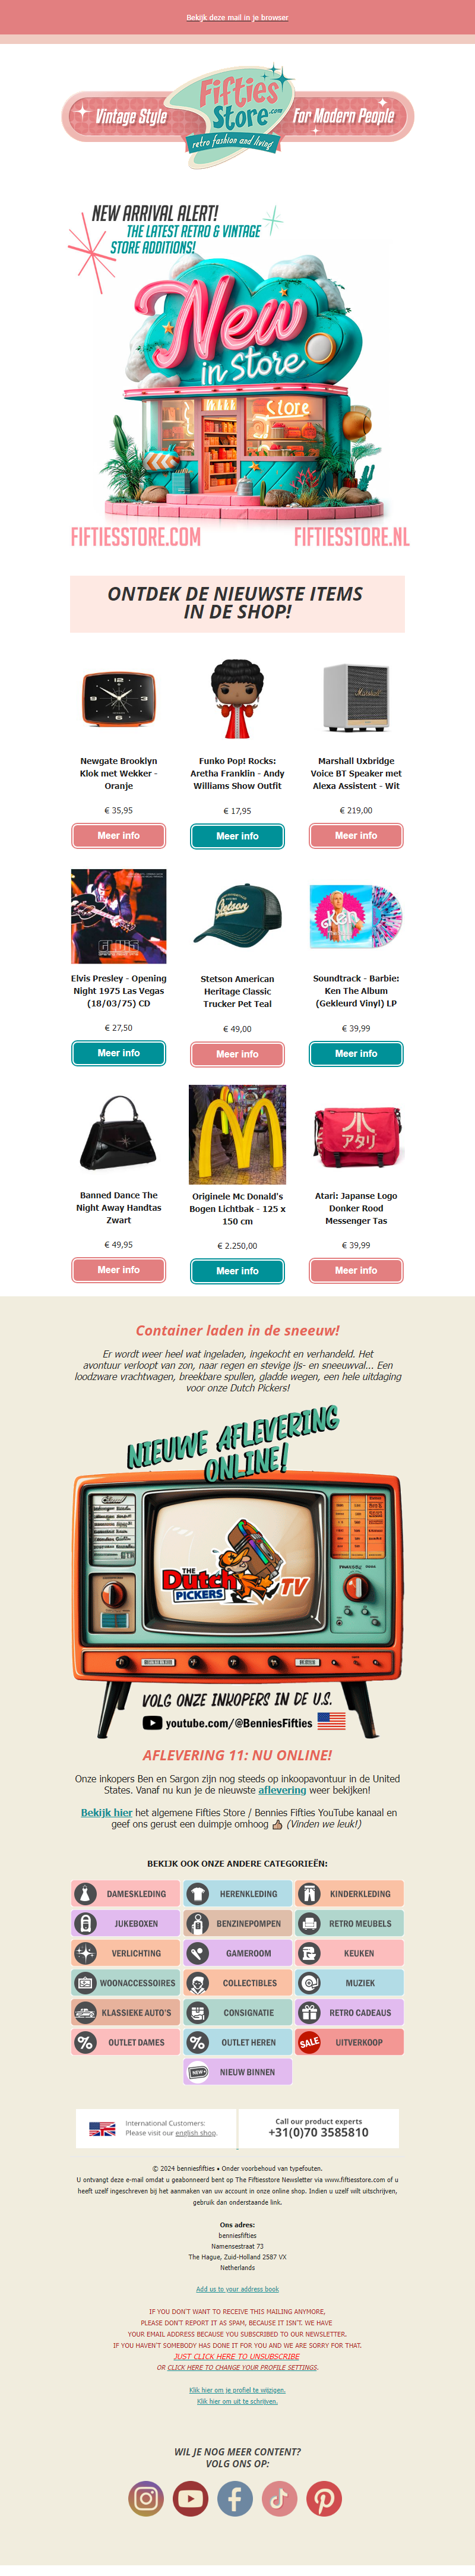 Bekijk deze mail in je browser
Vintage Style
Fifties
Store.com
retro fashion and living
For Modern People
NEW ARRIVAL ALERT!
THE LATEST RETRO & VINTAGE
STORE ADDITIONS!
New
in Store
Store
FIFTIESSTORE.COM
FIFTIESSTORE.NL
ONTDEK DE NIEUWSTE ITEMS
IN DE SHOP!
Marshall
Newgate Brooklyn
Klok met Wekker -
Oranje
€ 35,95
Meer info
Funko Pop! Rocks:
Aretha Franklin - Andy
Williams Show Outfit
€ 17,95
Meer info
Marshall Uxbridge
Voice BT Speaker met
Alexa Assistent - Wit
€ 219,00
Meer info
ELVIS
Stetson
Ken
Elvis Presley - Opening
Night 1975 Las Vegas
(18/03/75) CD
€ 27,50
Meer info
Stetson American
Heritage Classic
Trucker Pet Teal
€ 49,00
Meer info
Soundtrack - Barbie:
Ken The Album
(Gekleurd Vinyl) LP
€ 39,99
Meer info
アタリ
Banned Dance The
Night Away Handtas
Zwart
€ 49,95
Meer info
Originele Mc Donald's
Bogen Lichtbak - 125 x
150 cm
€ 2.250,00
Meer info
Atari: Japanse Logo
Donker Rood
Messenger Tas
€ 39,99
Meer info
Container laden in de sneeuw!
Er wordt weer heel wat ingeladen, ingekocht en verhandeld. Het
avontuur verloopt van zon, naar regen en stevige ijs- en sneeuwval... Een
loodzware vrachtwagen, breekbare spullen, gladde wegen, een hele uitdaging
voor onze Dutch Pickers!
NIEUWE AFLEVERING
ONLINE!
THE
Dutch
PICKERS
TV
VOLG ONZE INKOPERS IN DE U.S.
youtube.com/@BenniesFifties
AFLEVERING 11: NU ONLINE!
Onze inkopers Ben en Sargon zijn nog steeds op inkoopavontuur in de United
States. Vanaf nu kun je de nieuwste aflevering weer bekijken!
Bekijk hier het algemene Fifties Store / Bennies Fifties YouTube kanaal en
geef ons gerust een duimpje omhoog 👍 (Vinden we leuk!)
BEKIJK OOK ONZE ANDERE CATEGORIEËN:
DAMESKLEDING
HERENKLEDING
KINDERKLEDING
JUKEBOXEN
BENZINEPOMPEN
RETRO MEUBELS
VERLICHTING
GAMEROOM
KEUKEN
WOONACCESSOIRES
COLLECTIBLES
MUZIEK
KLASSIEKE AUTO'S
CONSIGNATIE
RETRO CADEAUS
OUTLET DAMES
OUTLET HEREN
SALE
UITVERKOOP
NEW
NIEUW BINNEN
International Customers:
Please visit our english shop.
Call our product experts
+31(0)70 3585810
© 2024 benniesfifties • Onder voorbehoud van typefouten.
U ontvangt deze e-mail omdat u geabonneerd bent op The Fiftiesstore Newsletter via www.fiftiesstore.com of u
heeft uzelf ingeschreven bij het aanmaken van uw account in onze online shop. Indien u uzelf wilt uitschrijven,
gebruik dan onderstaande link.
Ons adres:
benniesfifties
Namensestraat 73
The Hague, Zuid-Holland 2587 VX
Netherlands
Add us to your address book
IF YOU DON'T WANT TO RECEIVE THIS MAILING ANYMORE,
PLEASE DON'T REPORT IT AS SPAM, BECAUSE IT ISN'T. WE HAVE
YOUR EMAIL ADDRESS BECAUSE YOU SUBSCRIBED TO OUR NEWSLETTER.
IF YOU HAVEN'T SOMEBODY HAS DONE IT FOR YOU AND WE ARE SORRY FOR THAT.
JUST CLICK HERE TO UNSUBSCRIBE
OR CLICK HERE TO CHANGE YOUR PROFILE SETTINGS.
Klik hier om je profiel te wijzigen.
Klik hier om uit te schrijven.
WIL JE NOG MEER CONTENT?
VOLG ONS OP: